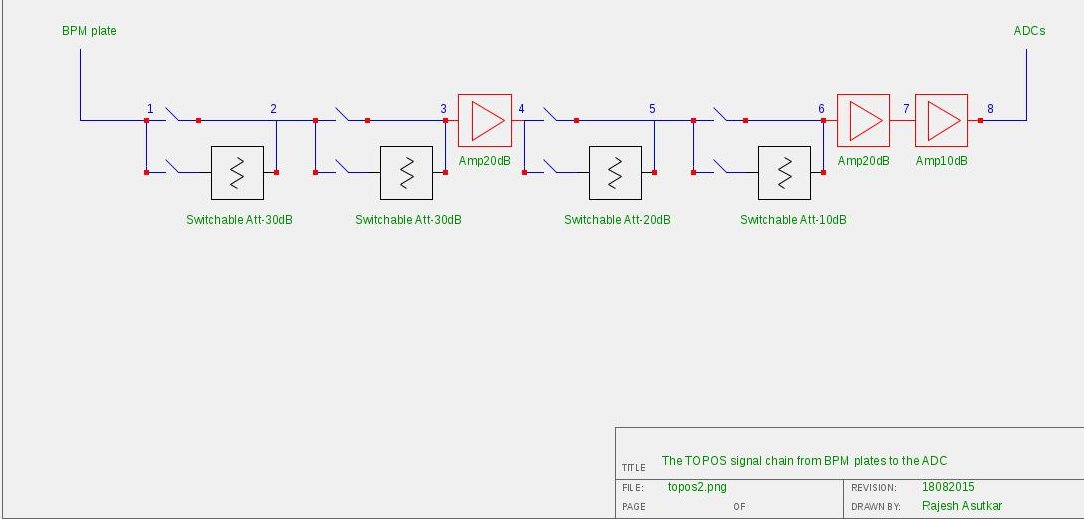 BPM plate
ADCs
1
2
3
4
5
6
7
8
Amp20dB
Amp20dB
Amp10dB
Switchable Att-30dB
Switchable Att-30dB
Switchable Att-20dB
Switchable Att-10dB
TITLE The TOPOS signal chain from BPM plates to the ADC
FILE: topos2.png
REVISION: 18082015
PAGE OF
DRAWN BY: Rajesh Asutkar